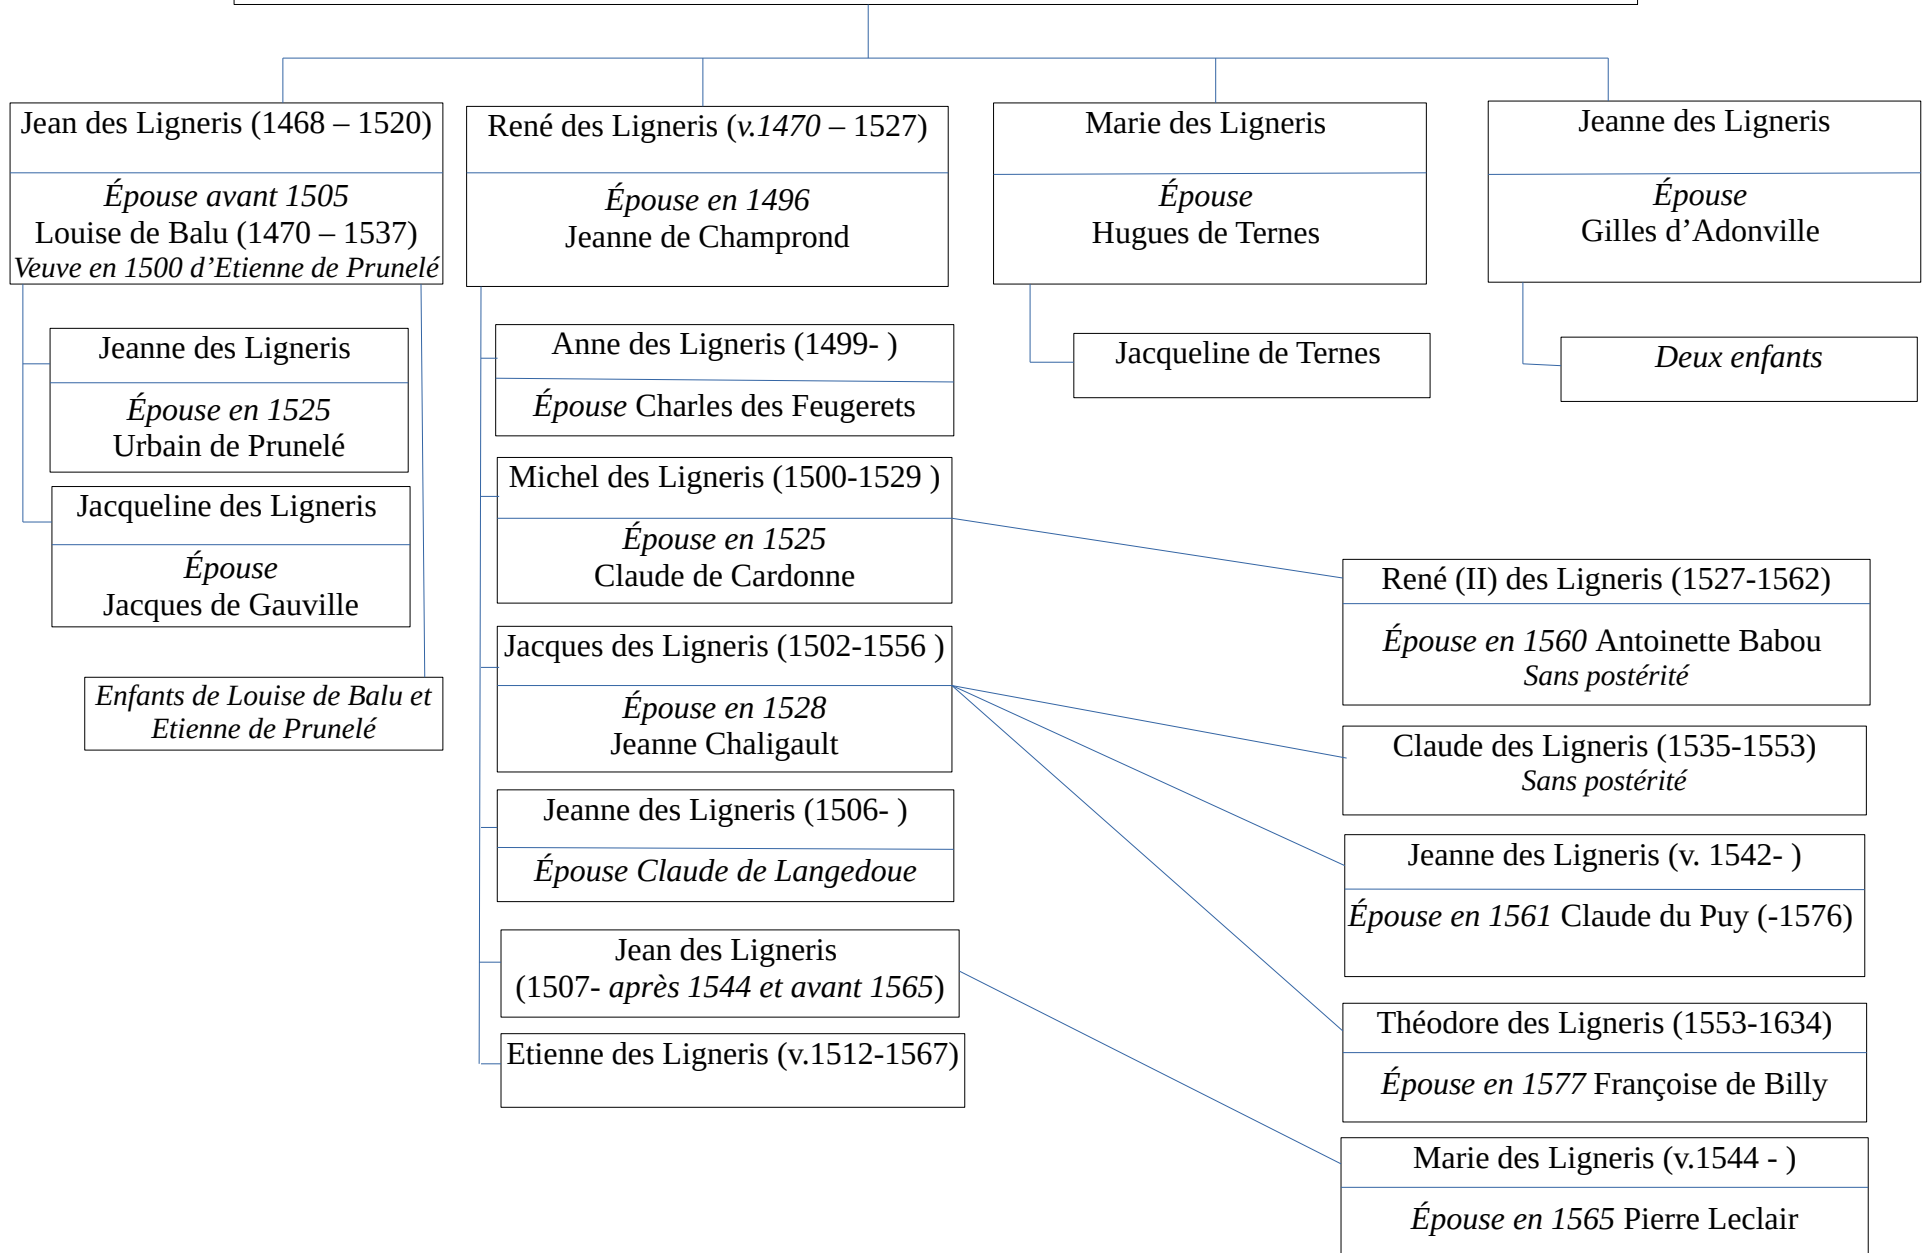 Jean des Ligneris (1468 – 1520)
Épouse avant 1505
Louise de Balu (1470 – 1537)
Veuve en 1500 d’Etienne de Prunelé
René des Ligneris (v.1470 – 1527)
Épouse en 1496
Jeanne de Champrond
Marie des Ligneris
Épouse
Hugues de Ternes
Jeanne des Ligneris
Épouse
Gilles d’Adonville
Jeanne des Ligneris
Épouse en 1525
Urbain de Prunelé
Jacqueline des Ligneris
Épouse
Jacques de Gauville
Enfants de Louise de Balu et
Etienne de Prunelé
Anne des Ligneris (1499- )
Épouse Charles des Feugerets
Michel des Ligneris (1500-1529 )
Épouse en 1525
Claude de Cardonne
Jacques des Ligneris (1502-1556 )
Épouse en 1528
Jeanne Chaligault
Jeanne des Ligneris (1506- )
Épouse Claude de Langedoue
Jean des Ligneris
(1507- après 1544 et avant 1565)
Etienne des Ligneris (v.1512-1567)
Jacqueline de Ternes
Deux enfants
René (II) des Ligneris (1527-1562)
Épouse en 1560 Antoinette Babou
Sans postérité
Claude des Ligneris (1535-1553)
Sans postérité
Jeanne des Ligneris (v. 1542- )
Épouse en 1561 Claude du Puy (-1576)
Théodore des Ligneris (1553-1634)
Épouse en 1577 Françoise de Billy
Marie des Ligneris (v.1544 - )
Épouse en 1565 Pierre Leclair